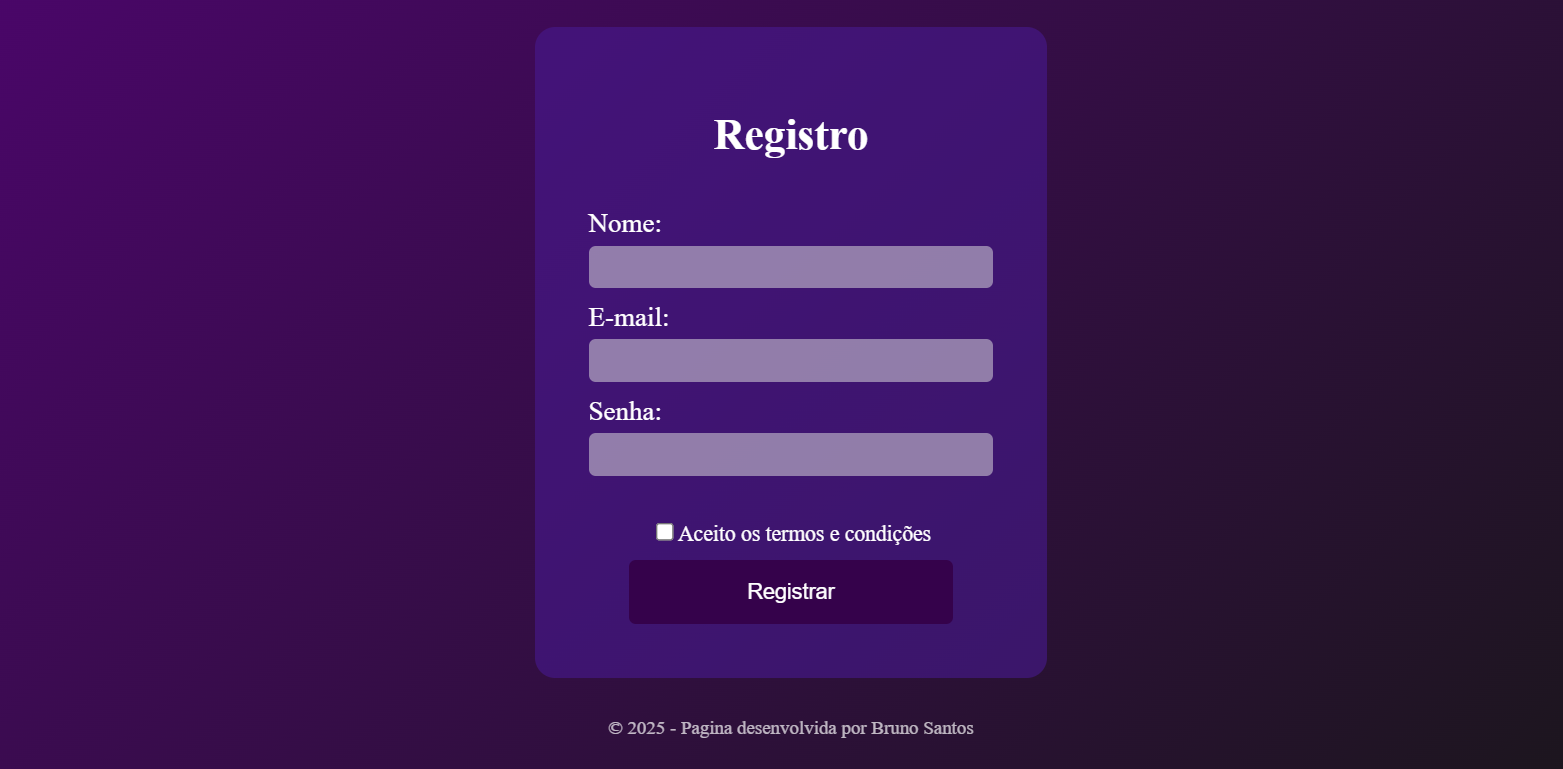 Registro
Nome:
E-mail:
Senha:
Aceito os termos e condições
Registrar
© 2025 - Pagina desenvolvida por Bruno Santos